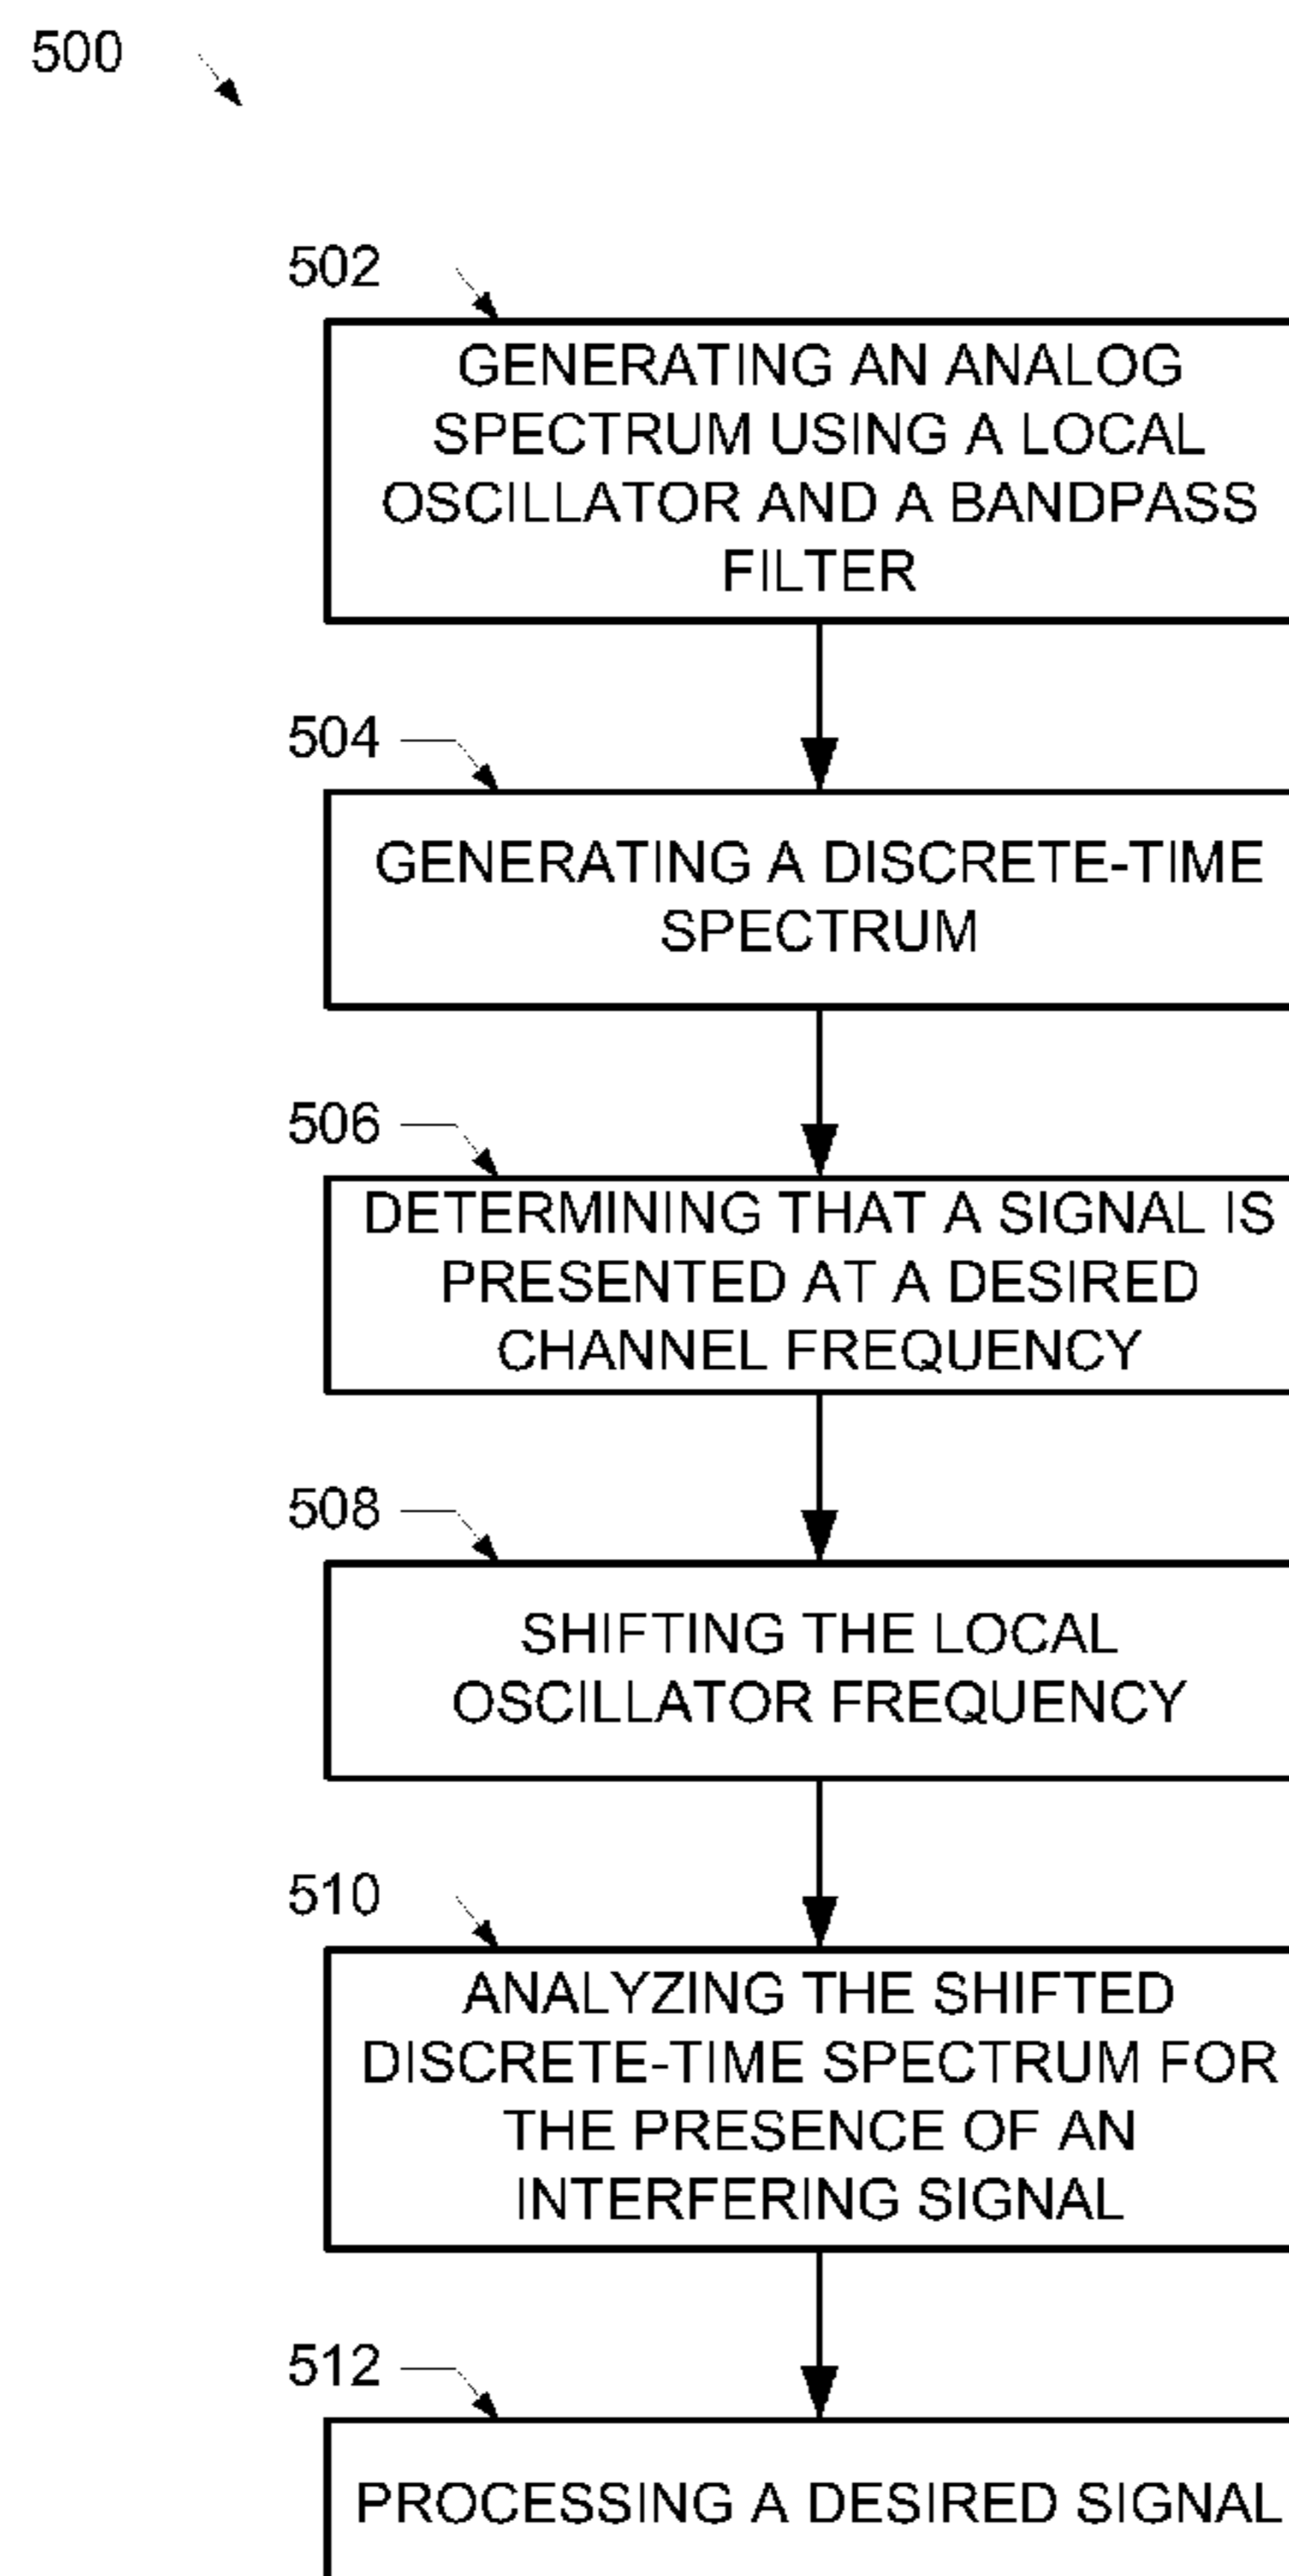 500
502
GENERATING AN ANALOG
SPECTRUM USING A LOCAL
OSCILLATOR AND A BANDPASS
FILTER
504
GENERATING A DISCRETE-TIME
SPECTRUM
506
DETERMINING THAT A SIGNAL IS
PRESENTED AT A DESIRED
CHANNEL FREQUENCY
508
SHIFTING THE LOCAL
OSCILLATOR FREQUENCY
510
ANALYZING THE SHIFTED
DISCRETE-TIME SPECTRUM FOR
THE PRESENCE OF AN
INTERFERING SIGNAL
512
PROCESSING A DESIRED SIGNAL